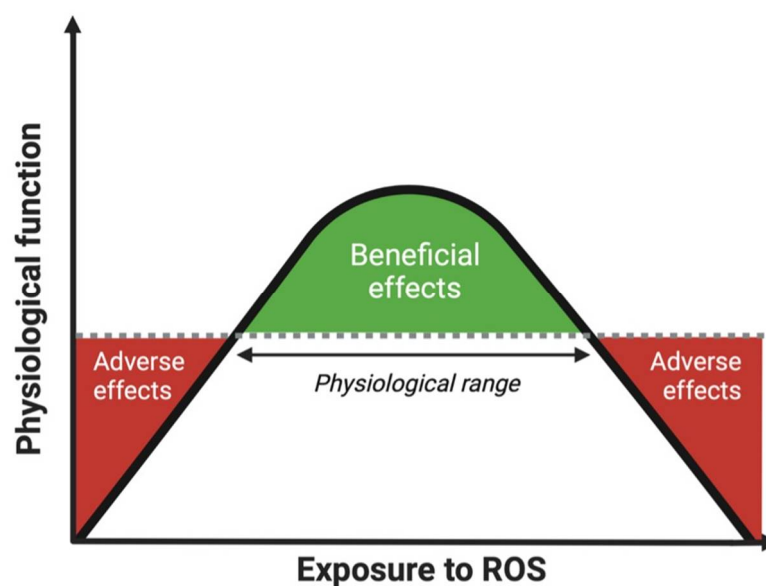 Physiological function
Beneficial
effects
Adverse
effects
Physiological range
Adverse
effects
Exposure to ROS